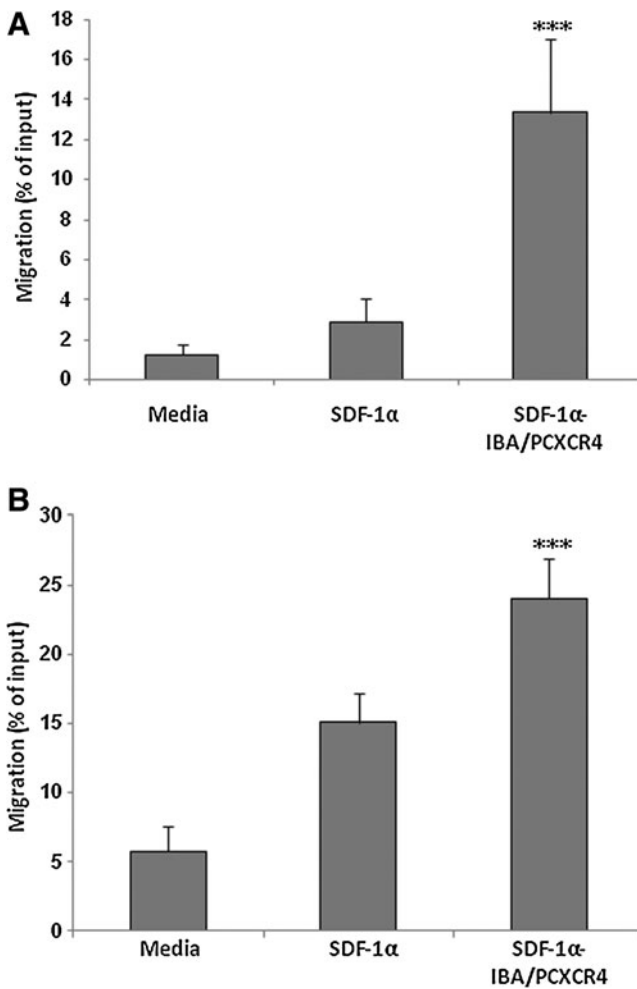 A
Migration (% of input)
18
16
14
12
10
8
6
4
2
0
***
Media
SDF-1α
SDF-1α-
IBA/PCXCR4
B
Migration (% of input)
30
25
20
15
10
5
0
***
Media
SDF-1α
SDF-1α-
IBA/PCXCR4